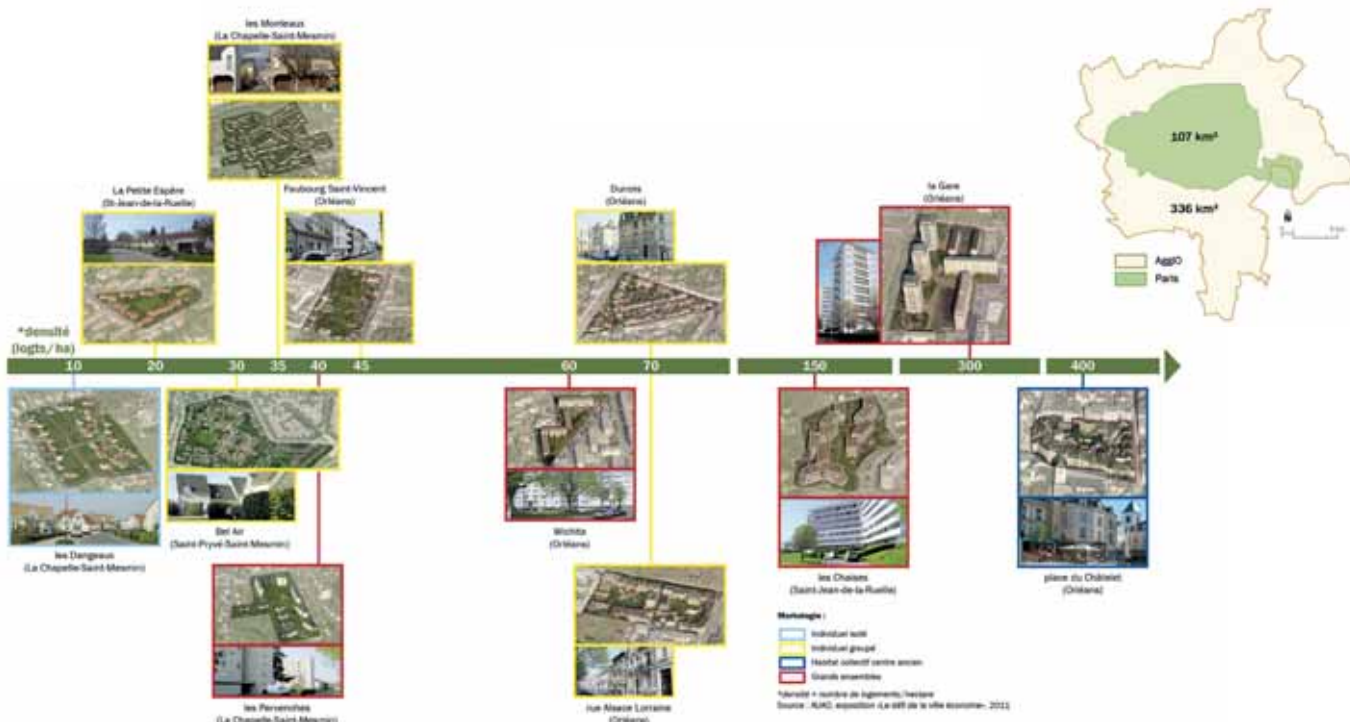 les Monteaux
(La Chapelle-Saint-Mesmin)
La Petite Espère
(St-Jean-de-la-Ruelle)
Faubourg Saint-Vincent
(Orléans)
Dunois
(Orléans)
la Gare
(Orléans)
107 km²
336 km²
AgglO
Paris
*densité
(logts/ha)
10
20
30
35
40
45
60
70
150
300
400
les Dangeaux
(La Chapelle-Saint-Mesmin)
Bel Air
(Saint-Pryvé-Saint-Mesmin)
Wichita
(Orléans)
les Chaises
(Saint-Jean-de-la-Ruelle)
place du Châtelet
(Orléans)
les Pervenches
(La Chapelle-Saint-Mesmin)
rue Alsace Lorraine
(Orléans)
Morphologie :
Individuel isolé
Individuel groupé
Habitat collectif centre ancien
Grands ensembles
*densité = nombre de logements/hectare
Source : AUAO, exposition «Le défi de la ville économe», 2011